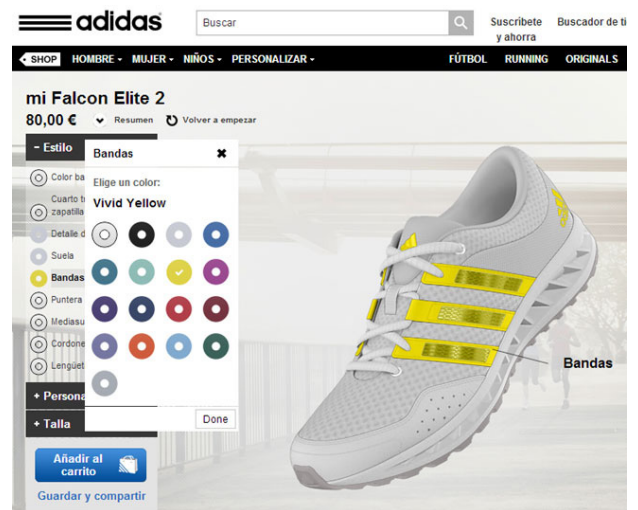 adidas
Buscar
Suscribete
y ahorra
Buscador de ti
SHOP HOMBRE MUJER NIÑOS PERSONALIZAR FÚTBOL RUNNING ORIGINALS
mi Falcon Elite 2
80,00 € Resumen Volver a empezar
- Estilo
Color ba
Cuarto t
zapatilla
Detalle d
Suela
Bandas
Puntera
Mediasu
Cordone
Lengüet
+ Persona
+ Talla
Bandas
Elige un color:
Vivid Yellow
Done
Bandas
Añadir al
carrito
Guardar y compartir